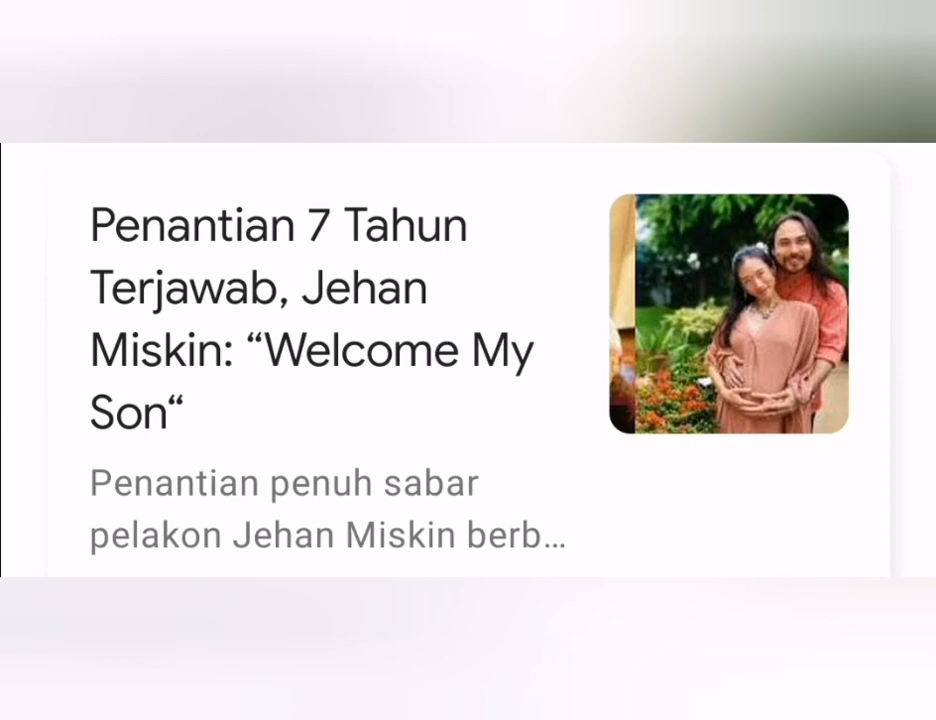 Penantian 7 Tahun
Terjawab, Jehan
Miskin: “Welcome My
Son“
Penantian penuh sabar
pelakon Jehan Miskin berb...